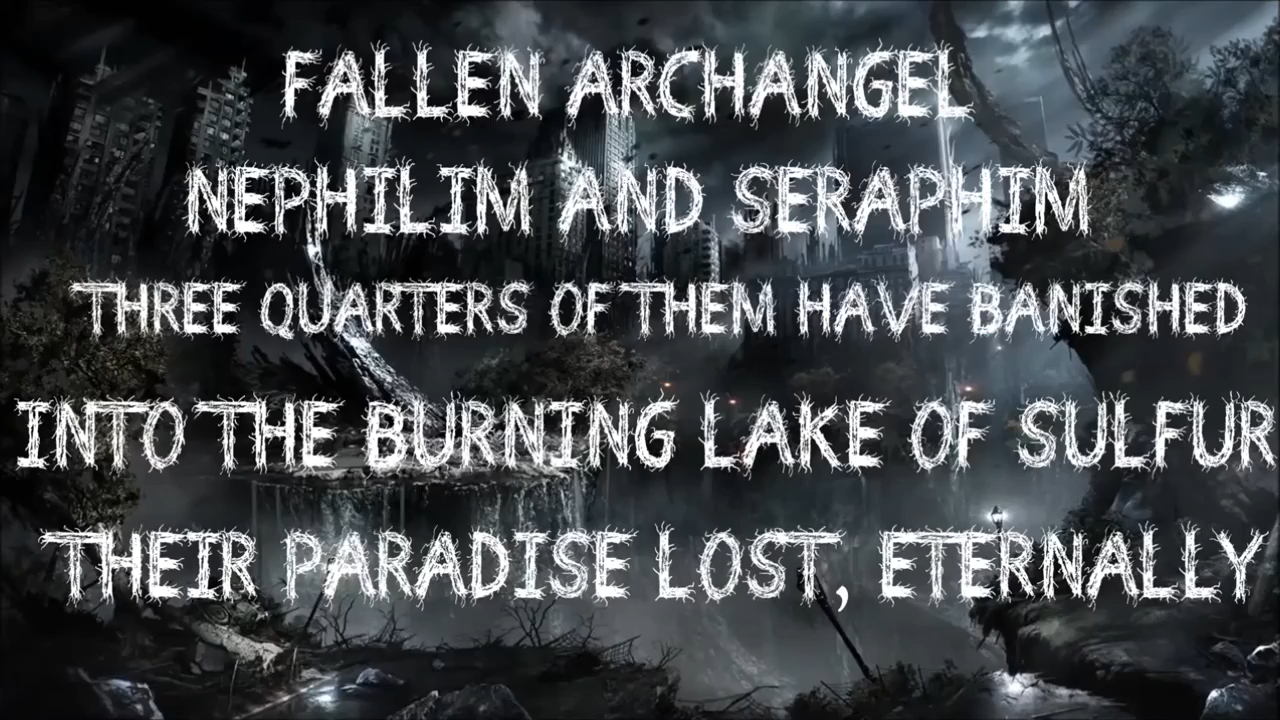 FALLEN ARCHANGEL
NEPHILIM AND SERAPHIM
THREE QUARTERS OF THEM HAVE BANISHED
INTO THE BURNING LAKE OF SULFUR
THEIR PARADISE LOST, ETERNALLY